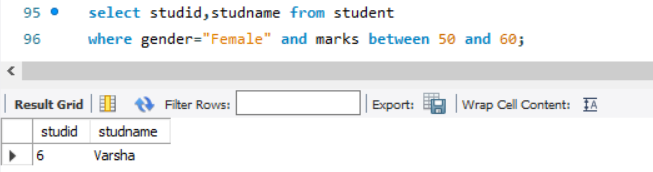 95 select studid,studname from student
96 where gender="Female" and marks between 50 and 60;
Result Grid Filter Rows: Export: Wrap Cell Content: IA
studid studname
6 Varsha